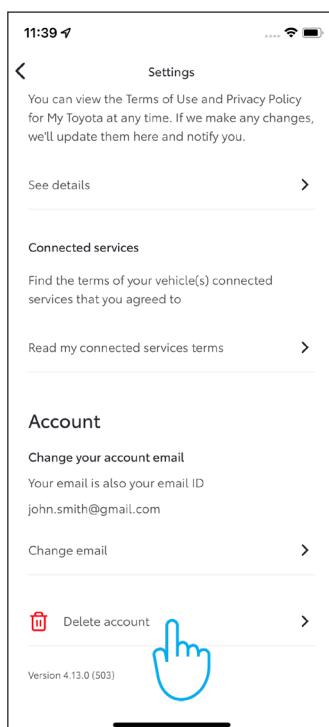 11:39
Settings
You can view the Terms of Use and Privacy Policy
for My Toyota at any time. If we make any changes,
we'll update them here and notify you.
See details
Connected services
Find the terms of your vehicle(s) connected
services that you agreed to
Read my connected services terms
Account
Change your account email
Your email is also your email ID
john.smith@gmail.com
Change email
Delete account
Version 4.13.0 (503)